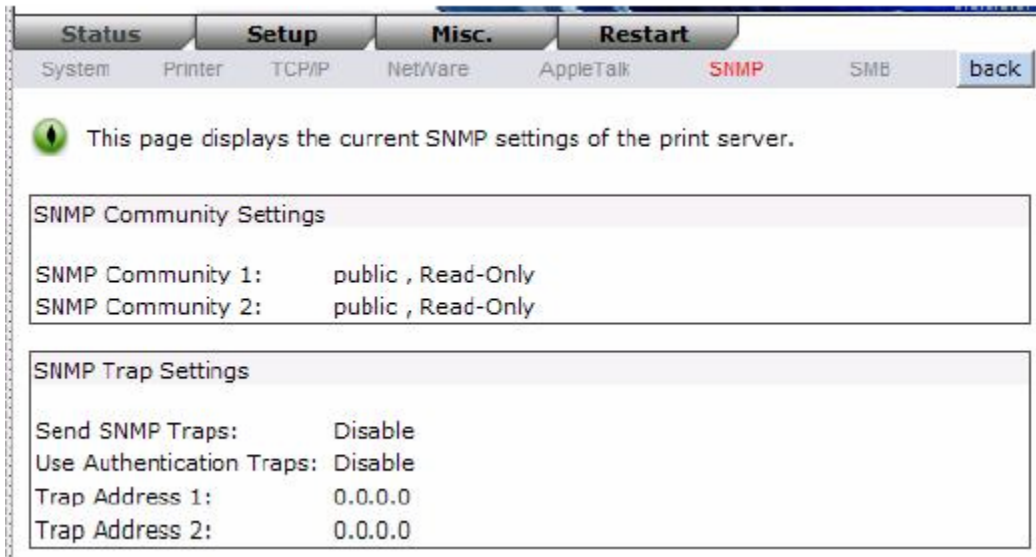 Status Setup Misc. Restart
System Printer TCP/IP NetWare AppleTalk SNMP SMB back
This page displays the current SNMP settings of the print server.
SNMP Community Settings
SNMP Community 1: public , Read-Only
SNMP Community 2: public , Read-Only
SNMP Trap Settings
Send SNMP Traps: Disable
Use Authentication Traps: Disable
Trap Address 1: 0.0.0.0
Trap Address 2: 0.0.0.0